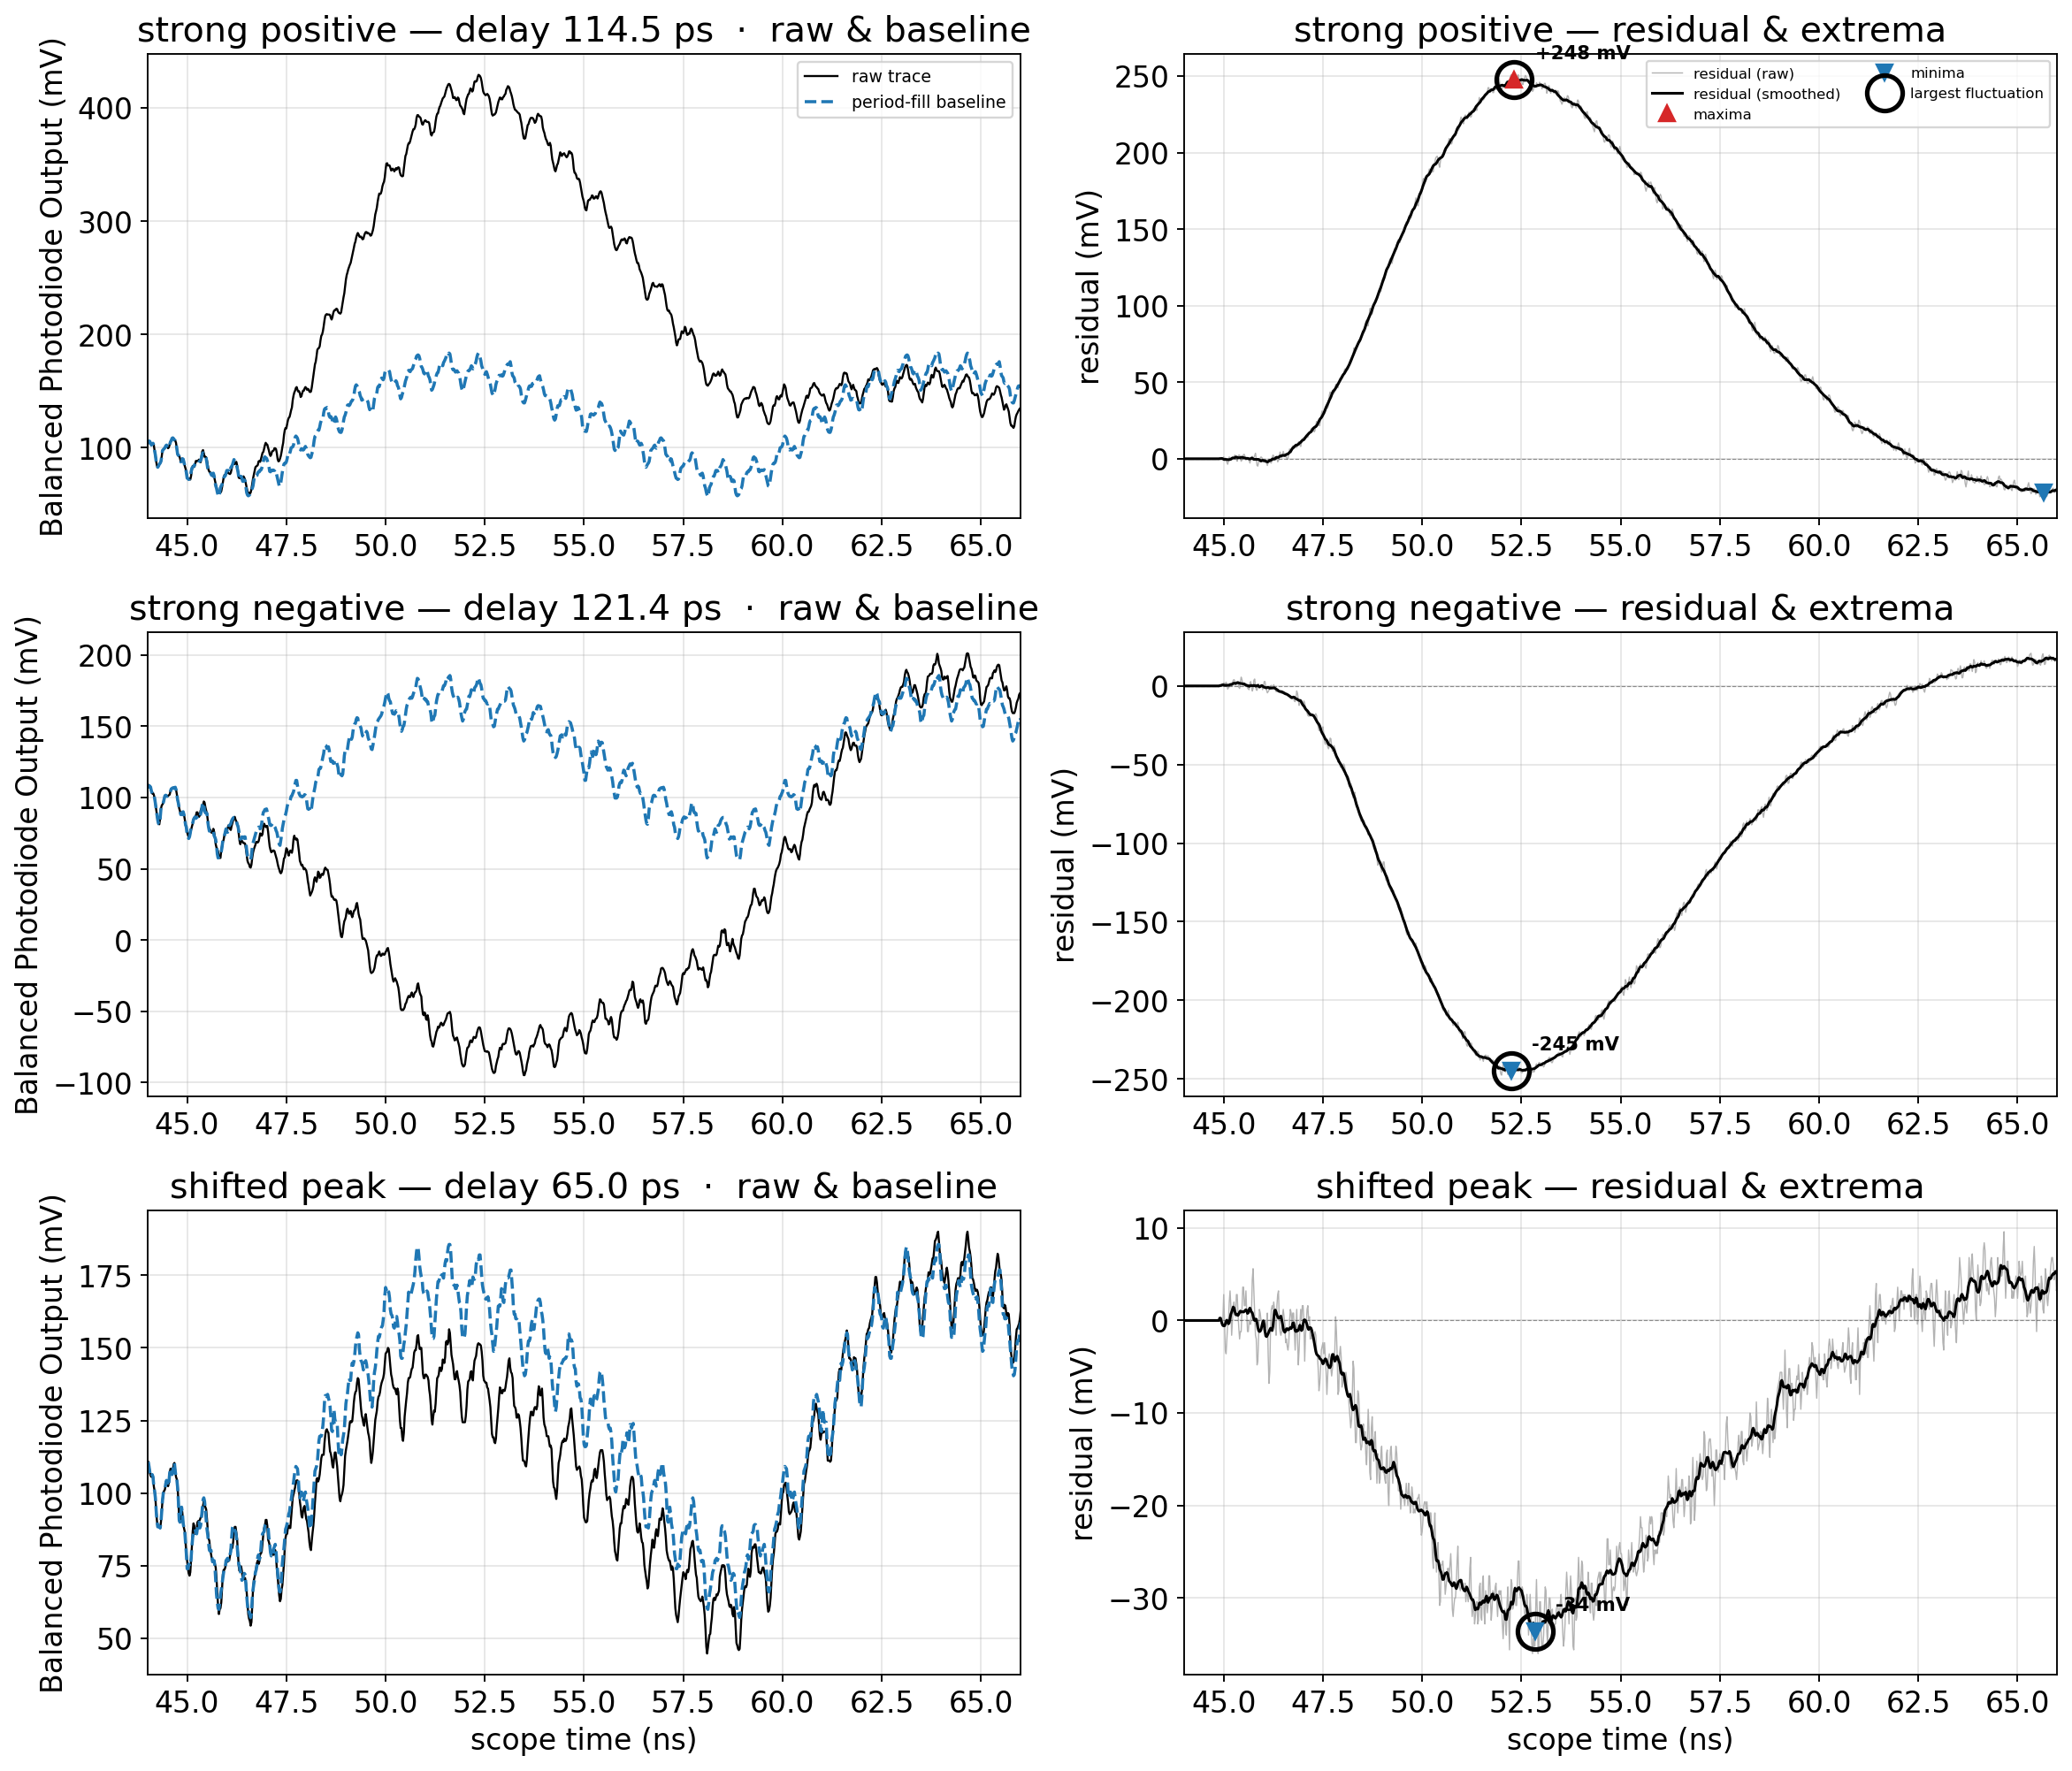 strong positive — delay 114.5 ps · raw & baseline
Balanced Photodiode Output (mV)
400
300
200
100
raw trace
period-fill baseline
45.0 47.5 50.0 52.5 55.0 57.5 60.0 62.5 65.0
strong positive — residual & extrema
residual (mV)
250
200
150
100
50
0
+248 mV
residual (raw)
residual (smoothed)
maxima
minima
largest fluctuation
45.0 47.5 50.0 52.5 55.0 57.5 60.0 62.5 65.0
strong negative — delay 121.4 ps · raw & baseline
Balanced Photodiode Output (mV)
200
150
100
50
0
−50
−100
45.0 47.5 50.0 52.5 55.0 57.5 60.0 62.5 65.0
strong negative — residual & extrema
residual (mV)
0
−50
−100
−150
−200
−250
-245 mV
45.0 47.5 50.0 52.5 55.0 57.5 60.0 62.5 65.0
shifted peak — delay 65.0 ps · raw & baseline
Balanced Photodiode Output (mV)
175
150
125
100
75
50
45.0 47.5 50.0 52.5 55.0 57.5 60.0 62.5 65.0
scope time (ns)
shifted peak — residual & extrema
residual (mV)
10
0
−10
−20
−30
-34 mV
45.0 47.5 50.0 52.5 55.0 57.5 60.0 62.5 65.0
scope time (ns)